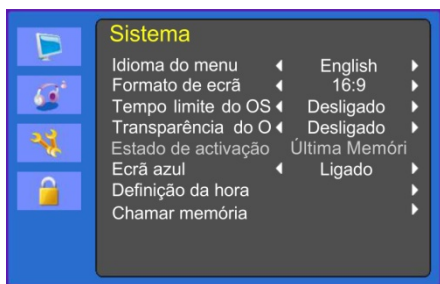 Sistema
Idioma do menu English
Formato de ecrã 16:9
Tempo limite do OS Desligado
Transparência do O Desligado
Estado de activação Última Memóri
Ecrã azul Ligado
Definição da hora
Chamar memória